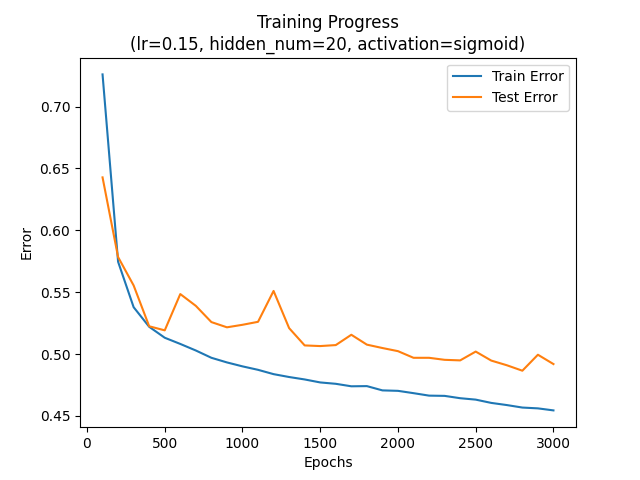 Training Progress
(lr=0.15, hidden_num=20, activation=sigmoid)
Train Error
Test Error
0.70
0.65
0.60
0.55
0.50
0.45
Error
0 500 1000 1500 2000 2500 3000
Epochs